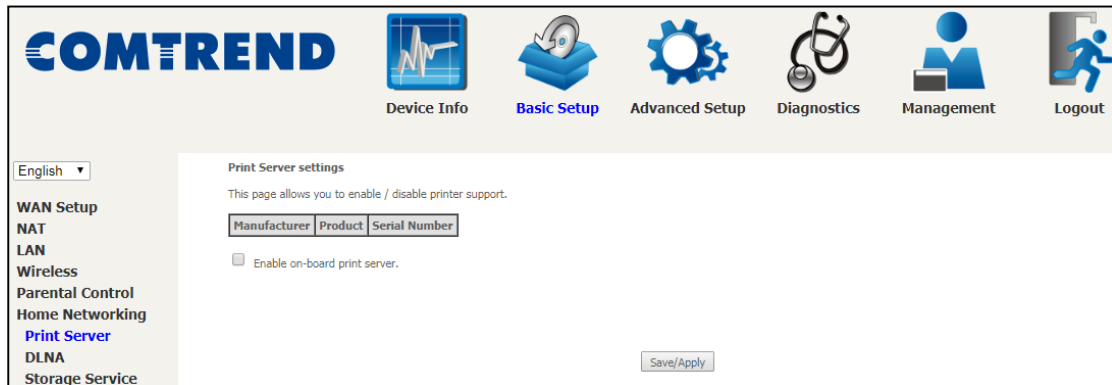 COMTREND
Device Info
Basic Setup
Advanced Setup
Diagnostics
Management
Logout
English
WAN Setup
NAT
LAN
Wireless
Parental Control
Home Networking
Print Server
DLNA
Storage Service
Print Server settings
This page allows you to enable / disable printer support.
Manufacturer Product Serial Number
Enable on-board print server.
Save/Apply